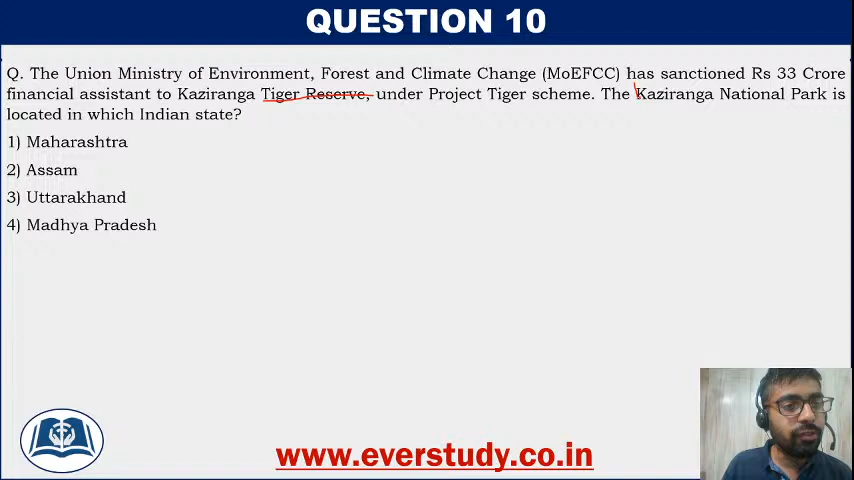 QUESTION 10
Q. The Union Ministry of Environment, Forest and Climate Change (MoEFCC) has sanctioned Rs 33 Crore
financial assistant to Kaziranga Tiger Reserve, under Project Tiger scheme. The Kaziranga National Park is
located in which Indian state?
1) Maharashtra
2) Assam
3) Uttarakhand
4) Madhya Pradesh
www.everstudy.co.in